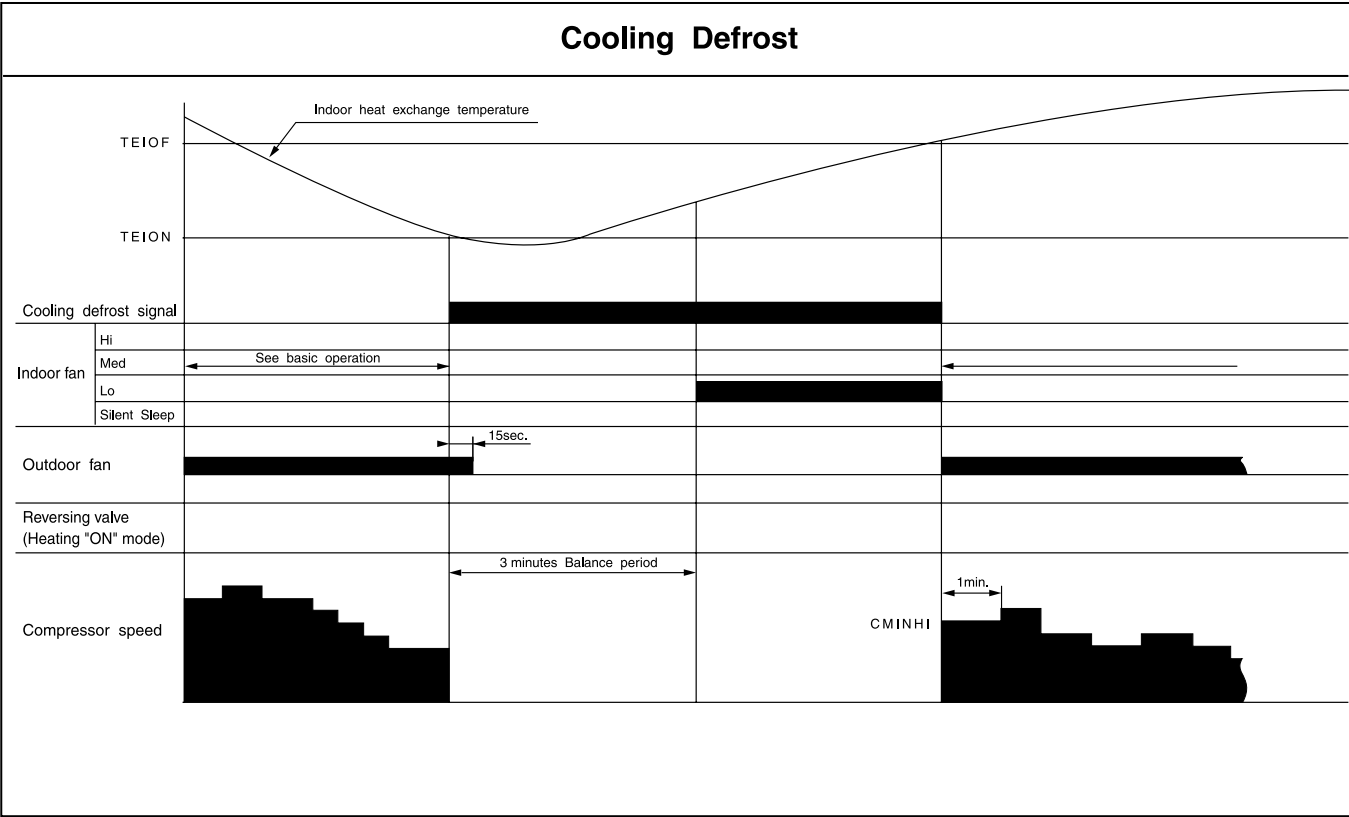 Cooling Defrost
Indoor heat exchange temperature
TEIOF
TEION
Cooling defrost signal
Indoor fan
Hi
Med
See basic operation
Lo
Silent Sleep
15sec.
Outdoor fan
Reversing valve
(Heating "ON" mode)
3 minutes Balance period
1min.
CMINHI
Compressor speed